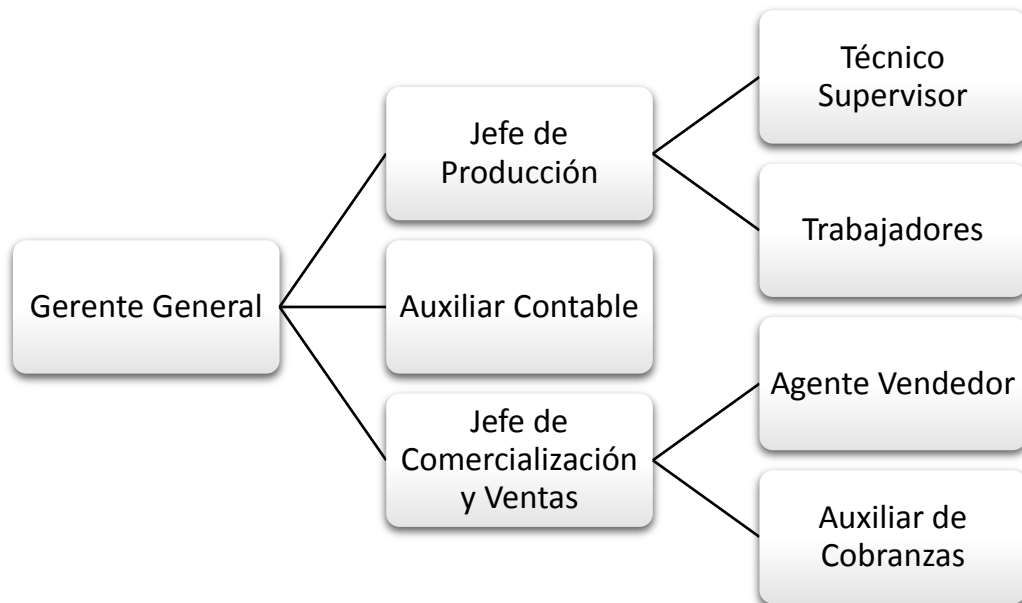 Gerente General
Jefe de
Producción
Auxiliar Contable
Jefe de
Comercialización
y Ventas
Técnico
Supervisor
Trabajadores
Agente Vendedor
Auxiliar de
Cobranzas